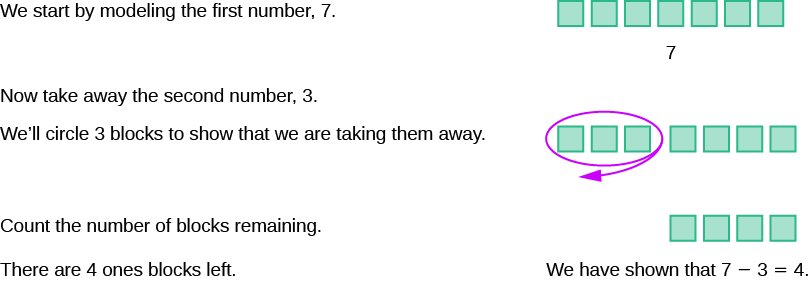 We start by modeling the first number, 7.
7
Now take away the second number, 3.
We’ll circle 3 blocks to show that we are taking them away.
Count the number of blocks remaining.
There are 4 ones blocks left.
We have shown that 7 − 3 = 4.